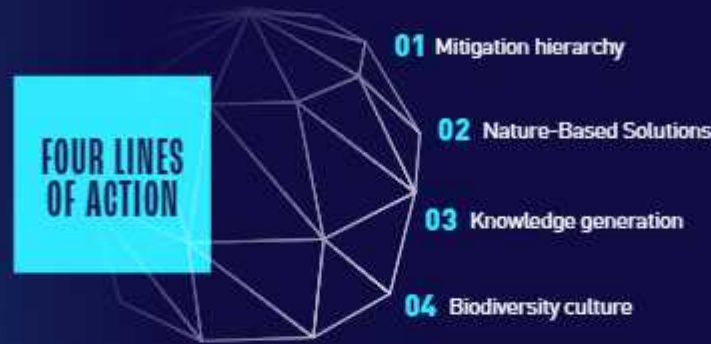 FOUR LINES
OF ACTION
01 Mitigation hierarchy
02 Nature-Based Solutions
03 Knowledge generation
04 Biodiversity culture